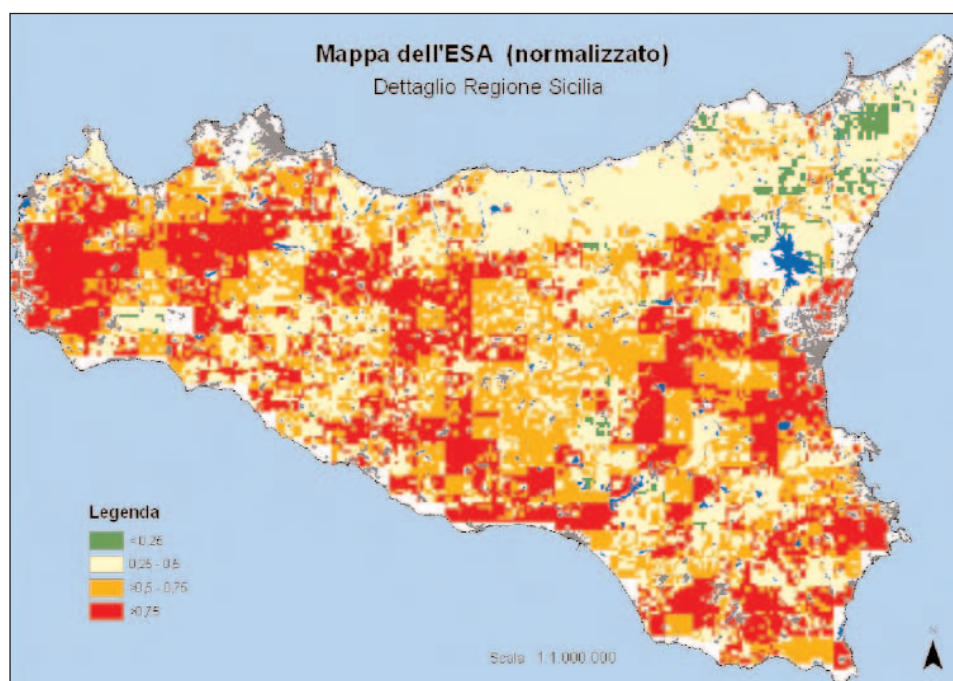 Mappa dell'ESA (normalizzato)
Dettaglio Regione Sicilia
Legenda
<0,25
0,25 - 0,5
>0,5 - 0,75
>0,75
Scala 1:1.000.000
N